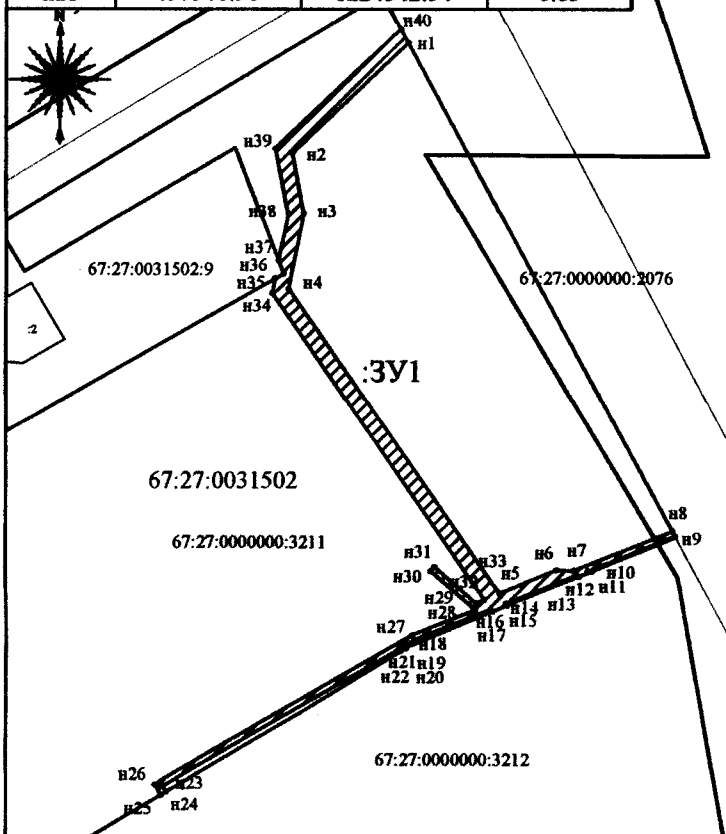 N
н40
н1
н39
н2
н38
н3
н37
н36
67:27:0031502:9
н35
н4
67:27:0000000:2076
н34
:2
:ЗУ1
67:27:0031502
н8
67:27:0000000:3211
н9
н31
н33
н6
н7
н30
н32
н5
н10
н12
н11
н29
н14
н13
н28
н16
н15
н17
н27
н18
н21
н19
н22
н20
67:27:0000000:3212
н26
н23
н25
н24